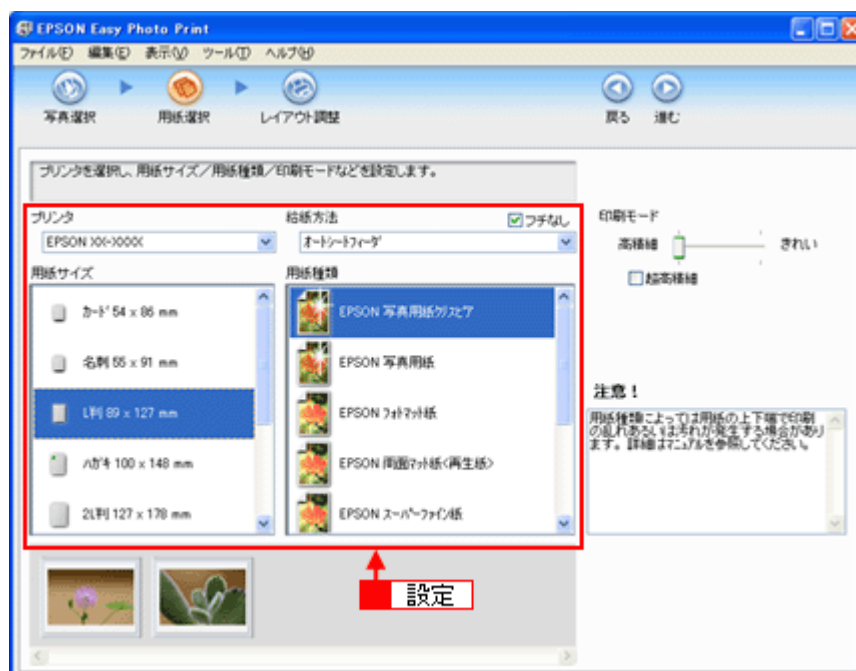 EPSON Easy Photo Print
ファイル(F) 編集(E) 表示(V) ツール(T) ヘルプ(H)
写真選択 用紙選択 レイアウト調整 戻る 進む
プリンタを選択し、用紙サイズ/用紙種類/印刷モードなどを設定します。
プリンタ
EPSON XX-XXXX
給紙方法
フチなし
オートシートフィーダ
用紙サイズ
カード 54 x 86 mm
名刺 55 x 91 mm
L判 89 x 127 mm
ハガキ 100 x 148 mm
2L判 127 x 178 mm
用紙種類
EPSON 写真用紙クリスピア
EPSON 写真用紙
EPSON フォトマット紙
EPSON 両面マット紙<再生紙>
EPSON スーパーファイン紙
印刷モード
高精細 きれい
超高精細
注意!
用紙種類によっては用紙の上下端で印刷
の乱れあるいは汚れが発生する場合があり
ます。詳細はマニュアルを参照してください。
設定